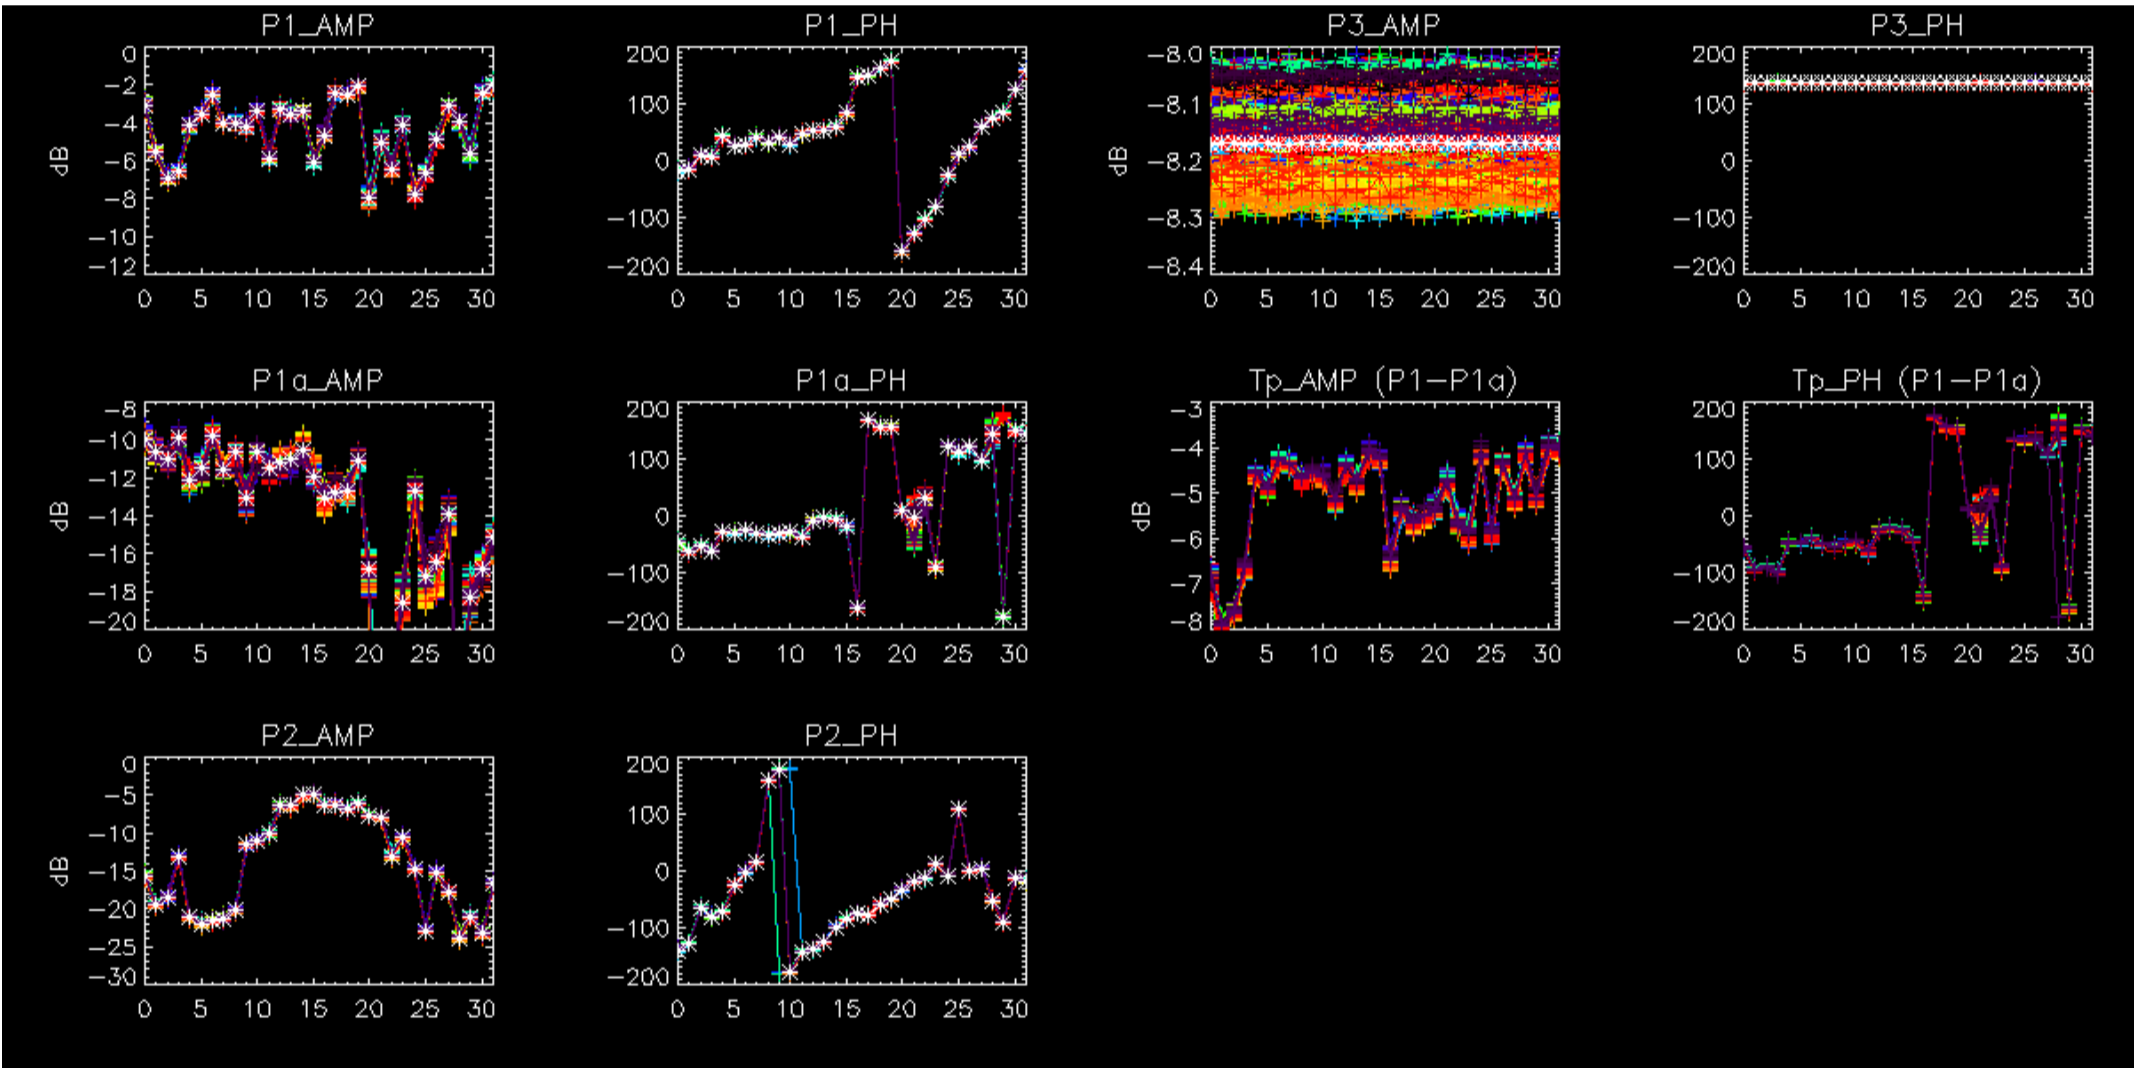 P1_AMP
P1_PH
P3_AMP
P3_PH
dB
0
-2
-4
-6
-8
-10
-12
0 5 10 15 20 25 30
200
100
0
-100
-200
0 5 10 15 20 25 30
dB
-8.0
-8.1
-8.2
-8.3
-8.4
0 5 10 15 20 25 30
200
100
0
-100
-200
0 5 10 15 20 25 30
P1a_AMP
P1a_PH
Tp_AMP (P1-P1a)
Tp_PH (P1-P1a)
dB
-8
-10
-12
-14
-16
-18
-20
0 5 10 15 20 25 30
200
100
0
-100
-200
0 5 10 15 20 25 30
dB
-3
-4
-5
-6
-7
-8
0 5 10 15 20 25 30
200
100
0
-100
-200
0 5 10 15 20 25 30
P2_AMP
P2_PH
dB
0
-5
-10
-15
-20
-25
-30
0 5 10 15 20 25 30
200
100
0
-100
-200
0 5 10 15 20 25 30